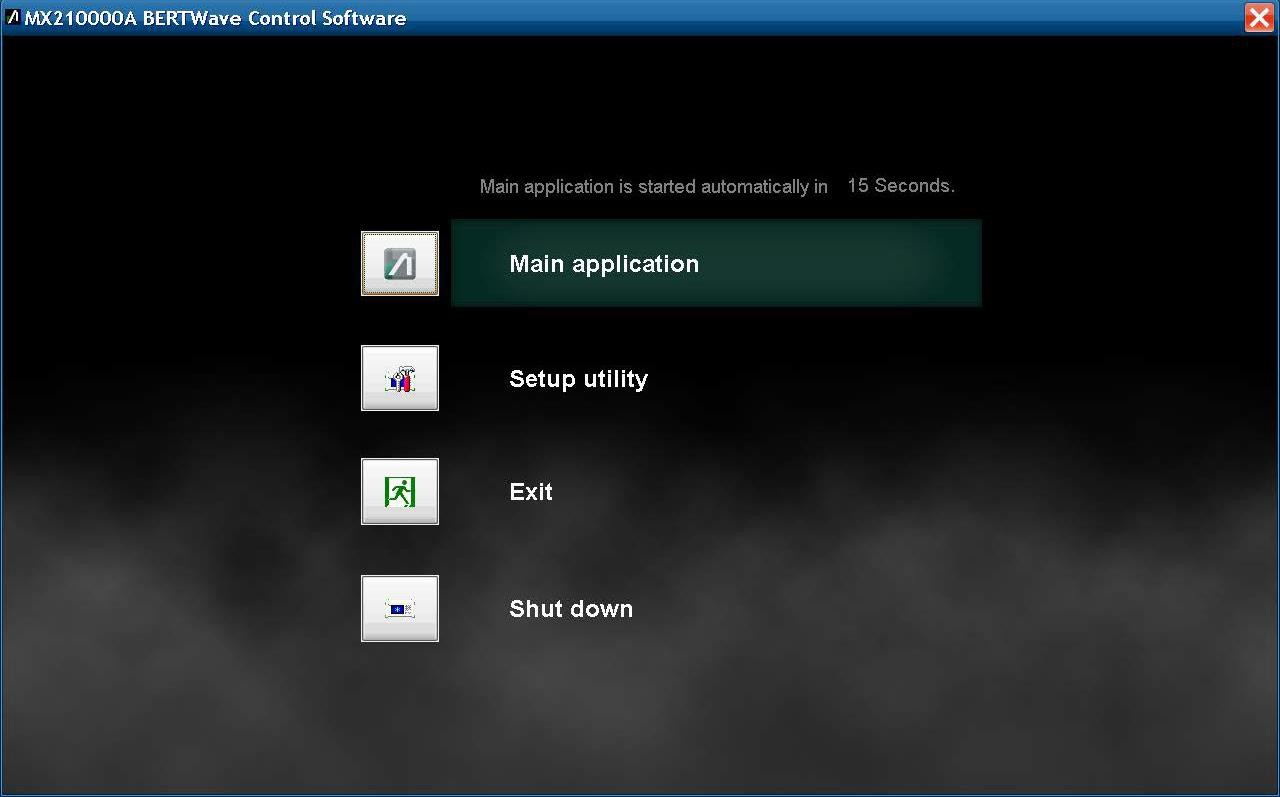 MX210000A BERTWave Control Software
Main application is started automatically in 15 Seconds.
Main application
Setup utility
Exit
Shut down